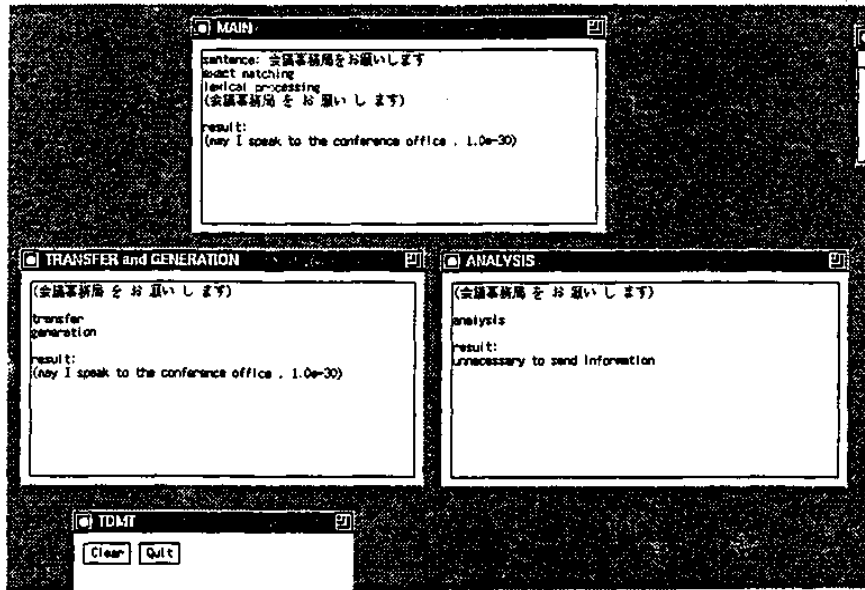 MAIN
sentence: 会議事務局をお願いします
exact matching
lexical processing
(会議事務局 を お 願い し ます)
result:
(may I speak to the conference office . 1.0e-30)
TRANSFER and GENERATION
(会議事務局 を お 願い し ます)
transfer
generation
result:
(may I speak to the conference office . 1.0e-30)
ANALYSIS
(会議事務局 を お 願い し ます)
analysis
result:
unnecessary to send information
TDMT
Clear Quit